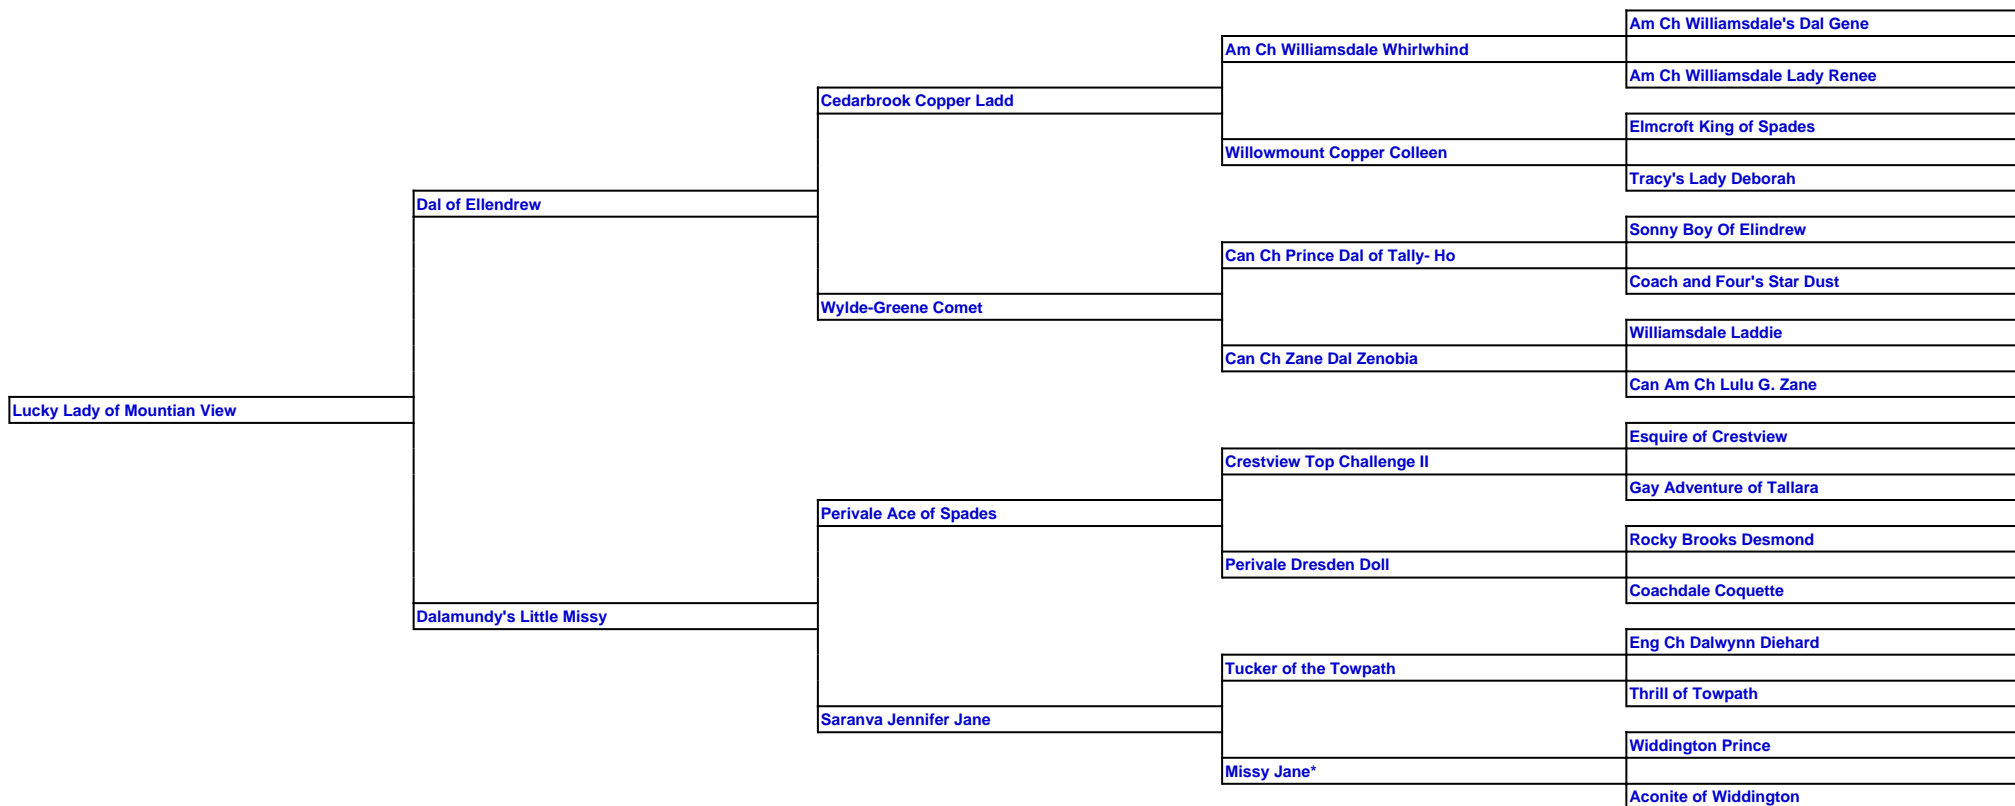 Am Ch Williamsdale's Dal Gene
Am Ch Williamsdale Whirlwhind
Am Ch Williamsdale Lady Renee
Cedarbrook Copper Ladd
Elmcroft King of Spades
Willowmount Copper Colleen
Tracy's Lady Deborah
Dal of Ellendrew
Sonny Boy Of Elindrew
Can Ch Prince Dal of Tally- Ho
Coach and Four's Star Dust
Wylde-Greene Comet
Williamsdale Laddie
Can Ch Zane Dal Zenobia
Can Am Ch Lulu G. Zane
Lucky Lady of Mountian View
Esquire of Crestview
Crestview Top Challenge II
Gay Adventure of Tallara
Perivale Ace of Spades
Rocky Brooks Desmond
Perivale Dresden Doll
Coachdale Coquette
Dalamundy's Little Missy
Eng Ch Dalwynn Diehard
Tucker of the Towpath
Thrill of Towpath
Saranva Jennifer Jane
Widdington Prince
Missy Jane*
Aconite of Widdington